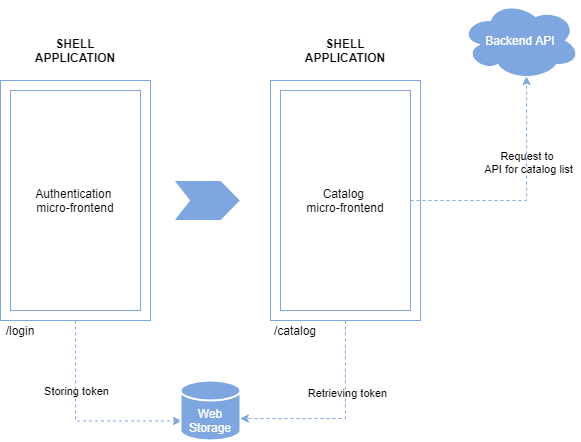 Backend API
SHELL
APPLICATION
SHELL
APPLICATION
Authentication
micro-frontend
Catalog
micro-frontend
Request to
API for catalog list
/login
/catalog
Storing token
Retrieving token
Web
Storage